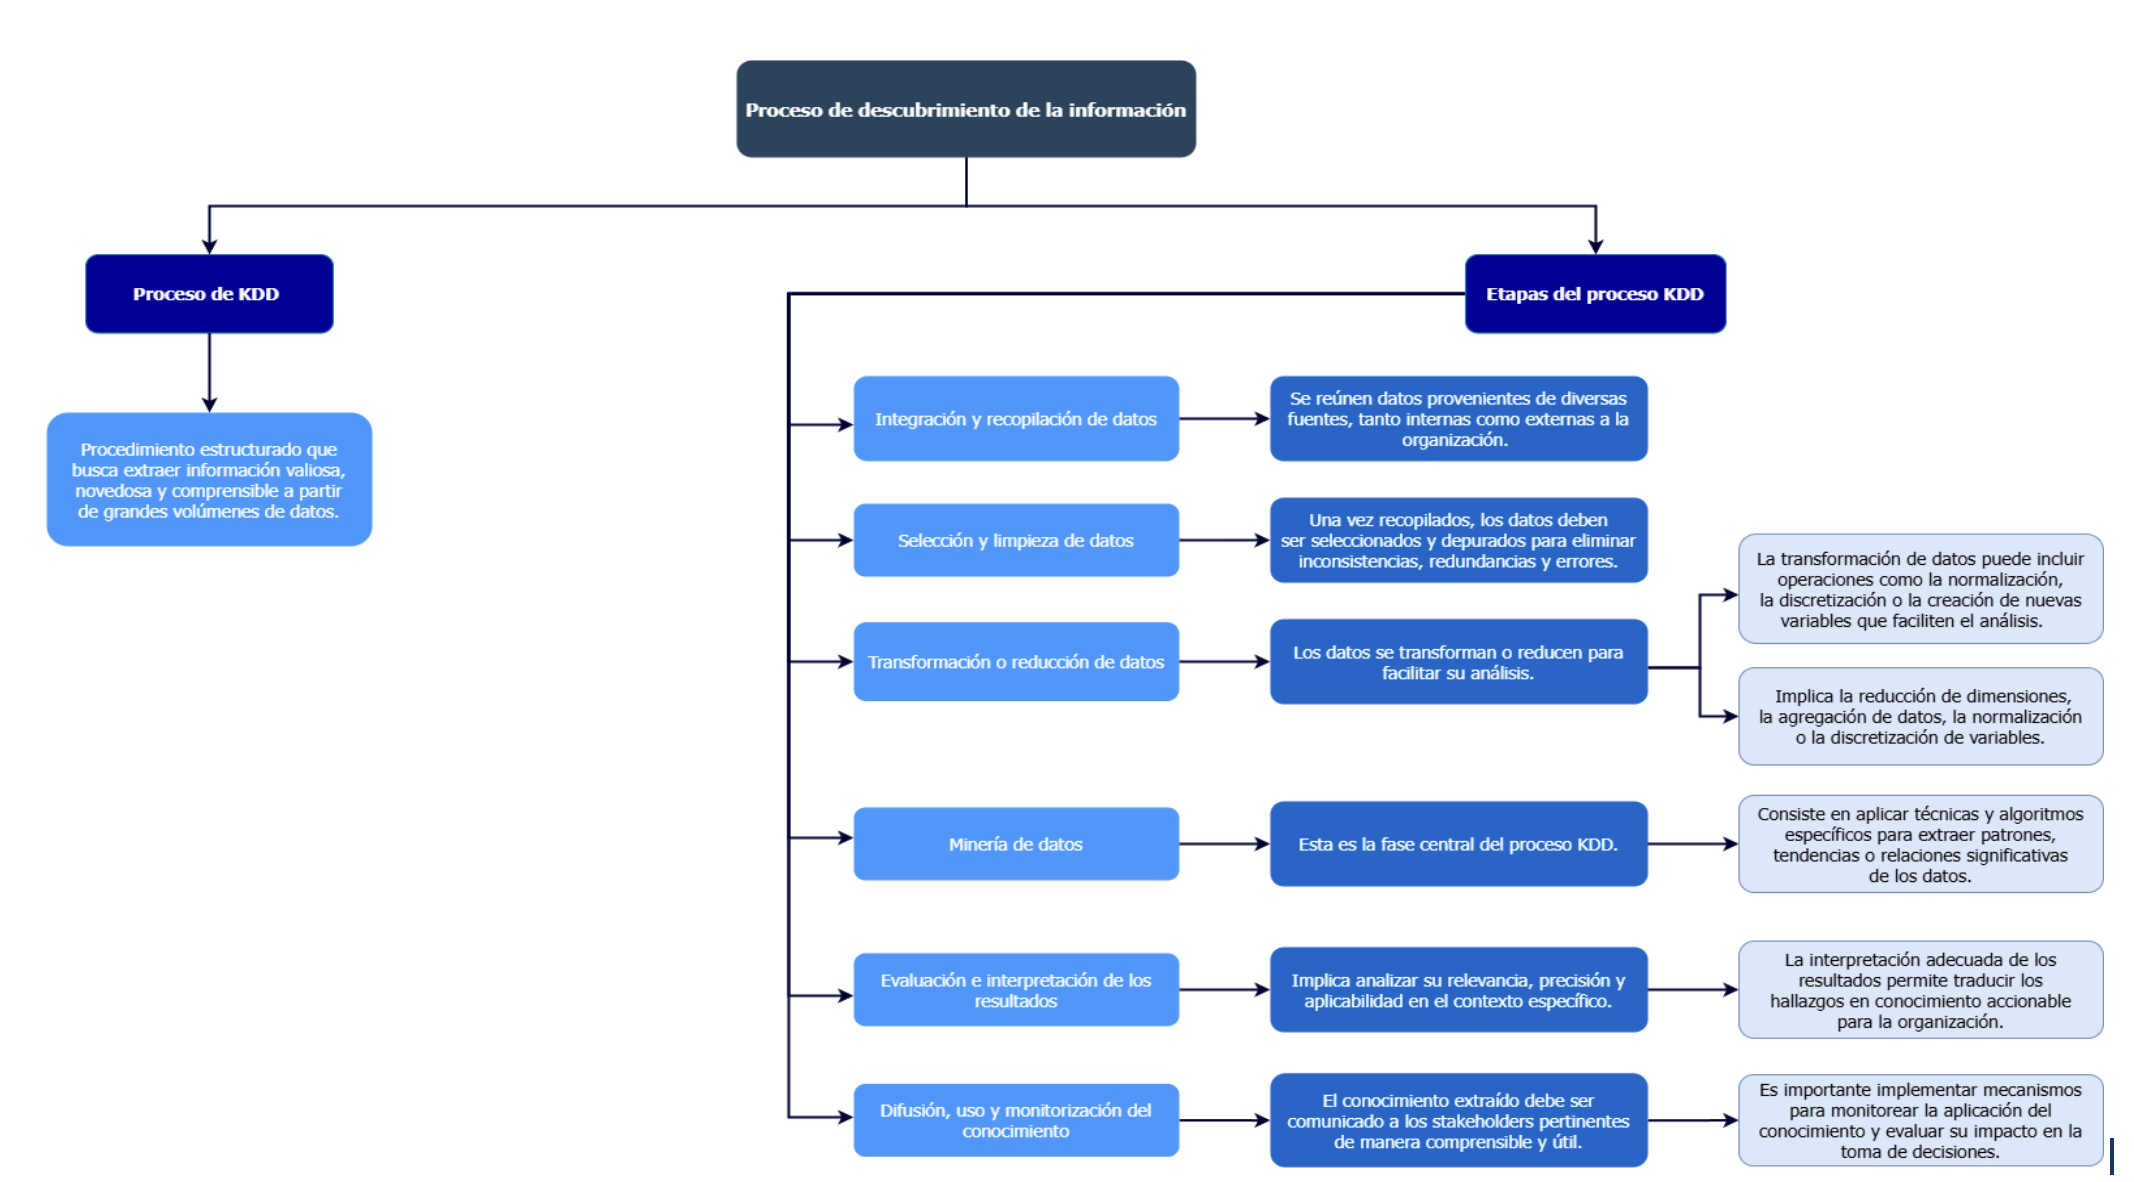 Proceso de descubrimiento de la información
Proceso de KDD
Etapas del proceso KDD
Procedimiento estructurado que
busca extraer información valiosa,
novedosa y comprensible a partir
de grandes volúmenes de datos.
Integración y recopilación de datos
Se reúnen datos provenientes de diversas
fuentes, tanto internas como externas a la
organización.
Selección y limpieza de datos
Una vez recopilados, los datos deben
ser seleccionados y depurados para eliminar
inconsistencias, redundancias y errores.
Transformación o reducción de datos
Los datos se transforman o reducen para
facilitar su análisis.
La transformación de datos puede incluir
operaciones como la normalización,
la discretización o la creación de nuevas
variables que faciliten el análisis.
Implica la reducción de dimensiones,
la agregación de datos, la normalización
o la discretización de variables.
Minería de datos
Esta es la fase central del proceso KDD.
Consiste en aplicar técnicas y algoritmos
específicos para extraer patrones,
tendencias o relaciones significativas
de los datos.
Evaluación e interpretación de los
resultados
Implica analizar su relevancia, precisión y
aplicabilidad en el contexto específico.
La interpretación adecuada de los
resultados permite traducir los
hallazgos en conocimiento accionable
para la organización.
Difusión, uso y monitorización del
conocimiento
El conocimiento extraído debe ser
comunicado a los stakeholders pertinentes
de manera comprensible y útil.
Es importante implementar mecanismos
para monitorear la aplicación del
conocimiento y evaluar su impacto en la
toma de decisiones.